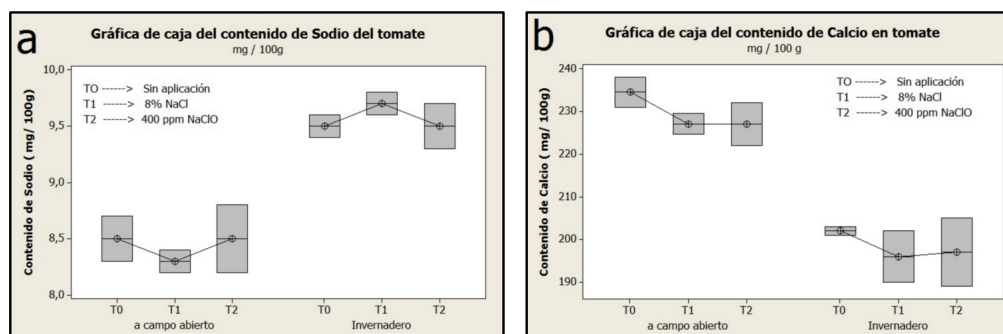 a
Gráfica de caja del contenido de Sodio del tomate
mg / 100g
Contenido de Sodio ( mg/ 100g)
10,0
9,5
9,0
8,5
8,0
TO -----> Sin aplicación
T1 ------> 8% NaCl
T2 ------> 400 ppm NaClO
T0 T1 T2 T0 T1 T2
a campo abierto Invernadero
b
Gráfica de caja del contenido de Calcio en tomate
mg / 100 g
Contenido de Calcio ( mg/ 100g)
240
230
220
210
200
190
TO -----> Sin aplicación
T1 ------> 8% NaCl
T2 ------> 400 ppm NaClO
T0 T1 T2 T0 T1 T2
a campo abierto Invernadero